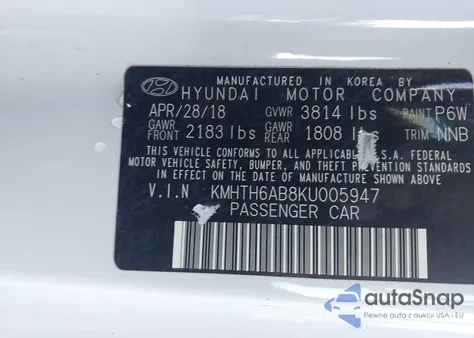 MANUFACTURED IN KOREA BY
HYUNDAI MOTOR COMPANY
APR/28/18 GVWR 3814 lbs PAINT P6W
GAWR FRONT 2183 lbs GAWR REAR 1808 lbs TRIM NNB
THIS VEHICLE CONFORMS TO ALL APPLICABLE U.S.A. FEDERAL
MOTOR VEHICLE SAFETY, BUMPER, AND THEFT PREVENTION STANDARDS
IN EFFECT ON THE DATE OF MANUFACTURE SHOWN ABOVE.
V.I.N KMHTH6AB8KU005947
PASSENGER CAR
autoSnap
Pewne auta z aukcji USA i EU